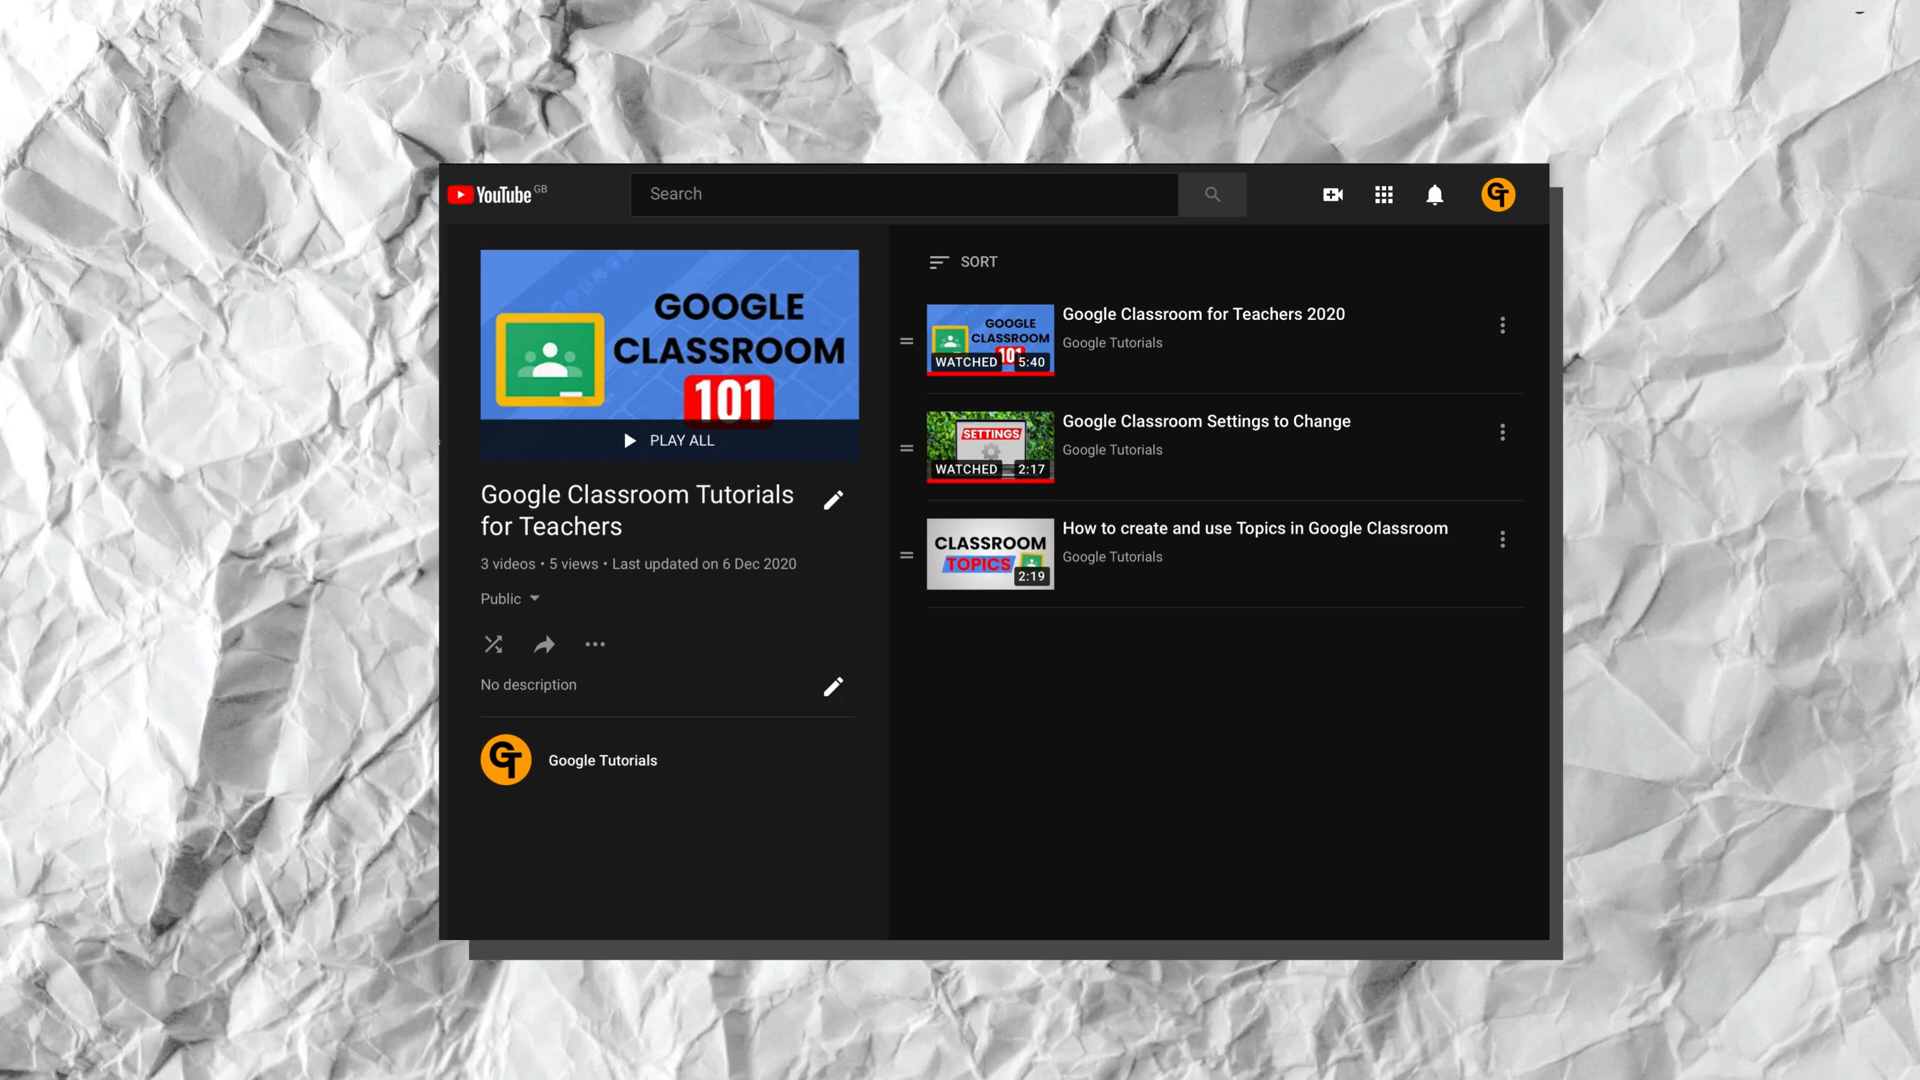 YouTube GB
Search
GOOGLE
CLASSROOM
101
PLAY ALL
Google Classroom Tutorials
for Teachers
3 videos • 5 views • Last updated on 6 Dec 2020
Public
No description
GT
Google Tutorials
GT
SORT
GOOGLE
CLASSROOM
101
WATCHED 5:40
Google Classroom for Teachers 2020
Google Tutorials
SETTINGS
WATCHED 2:17
Google Classroom Settings to Change
Google Tutorials
CLASSROOM
TOPICS
2:19
How to create and use Topics in Google Classroom
Google Tutorials